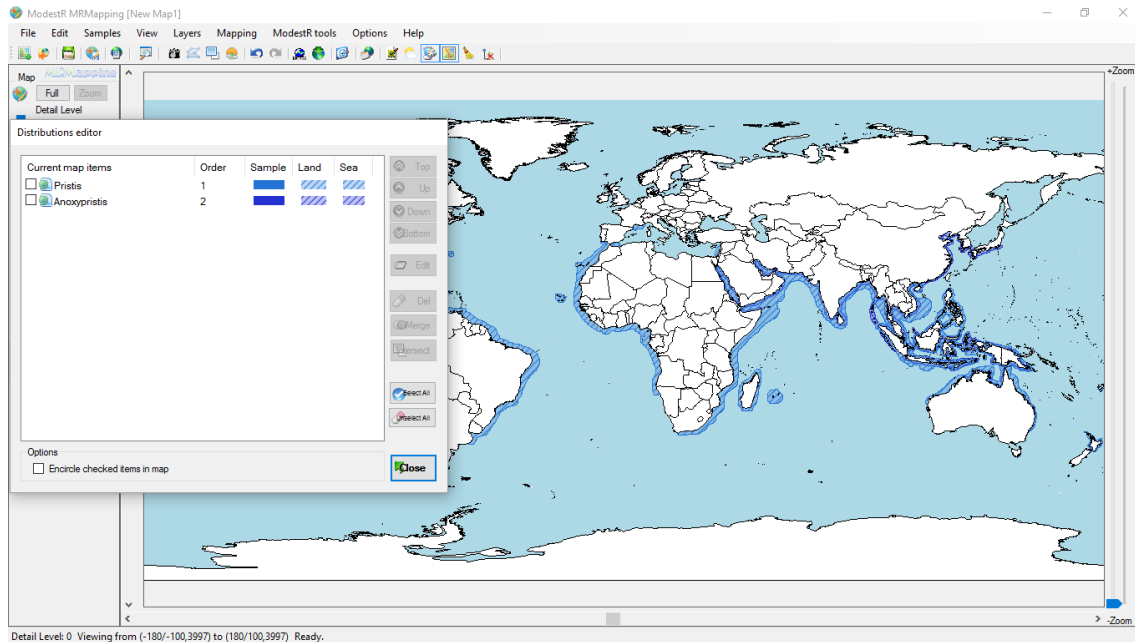 ModestR MRMapping [New Map1]
File Edit Samples View Layers Mapping ModestR tools Options Help
Map MRMapping
+Zoom
Full Zoom
Detail Level
Distributions editor
Current map items Order Sample Land Sea
Pristis 1
Anoxypristis 2
Top
Up
Down
Bottom
Edit
Del
Merge
Select All
Close
Options
Encircle checked items in map
-Zoom
Detail Level: 0 Viewing from (-180/-100,3997) to (180/100,3997) Ready.